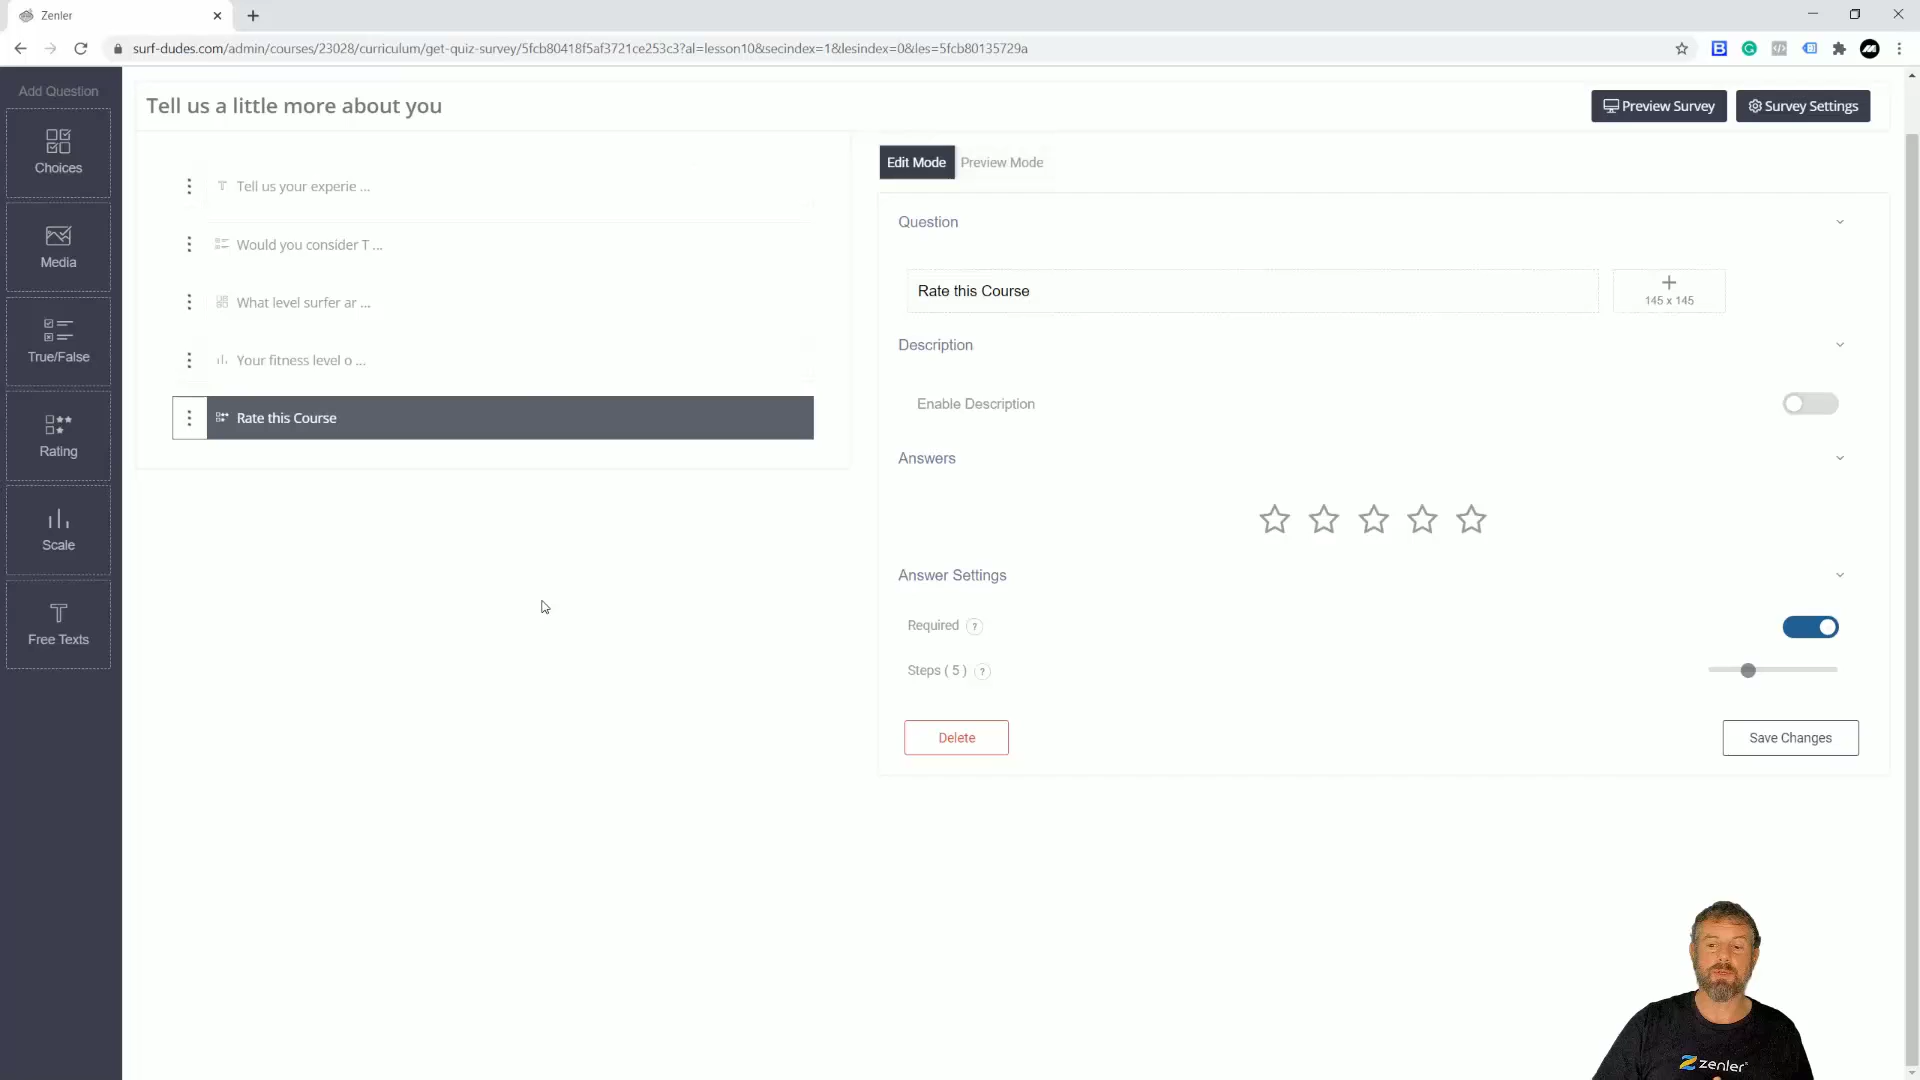 Zenler
surf-dudes.com/admin/courses/23028/curriculum/get-quiz-survey/5fcb80418f5af3721ce253c3?al=lesson10&secindex=1&lesindex=0&les=5fcb80135729a
Add Question
Choices
Media
True/False
Rating
Scale
Free Texts
Tell us a little more about you
Preview Survey
Survey Settings
Tell us your experie ...
Would you consider T ...
What level surfer ar ...
Your fitness level o ...
Rate this Course
Edit Mode
Preview Mode
Question
Rate this Course
145 x 145
Description
Enable Description
Answers
Answer Settings
Required ?
Steps ( 5 ) ?
Delete
Save Changes
zenler